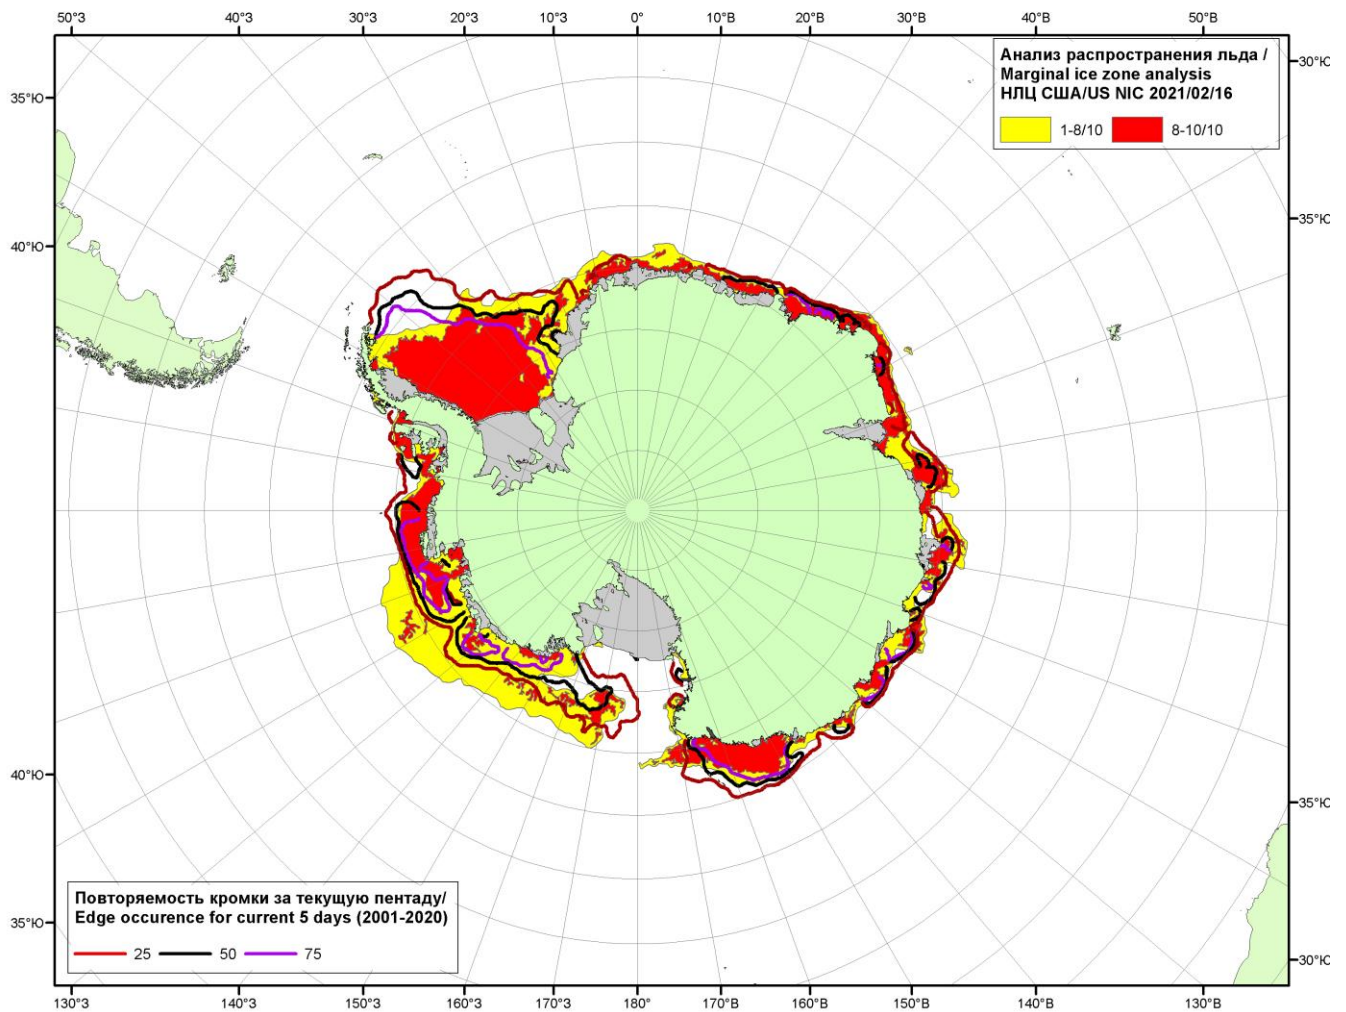 50°З 40°З 30°З 20°З 10°З 0° 10°В 20°В 30°В 40°В 50°В
Анализ распространения льда /
Marginal ice zone analysis
НЛЦ США/US NIC 2021/02/16
1-8/10 8-10/10
30°Ю
35°Ю
35°Ю
40°Ю
40°Ю
35°Ю
35°Ю
30°Ю
Повторяемость кромки за текущую пентаду/
Edge occurence for current 5 days (2001-2020)
25 50 75
130°З 140°З 150°З 160°З 170°З 180° 170°В 160°В 150°В 140°В 130°В